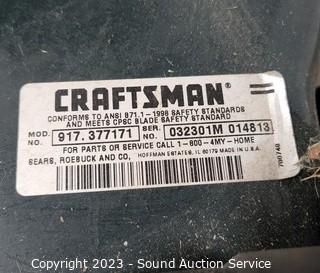 CRAFTSMAN®
CONFORMS TO ANSI B71.1-1998 SAFETY STANDARDS
AND MEETS CPSC BLADE SAFETY STANDARD
MOD. NO. 917.377171 SER. NO. 032301M 014813
FOR PARTS OR SERVICE CALL 1-800-4MY-HOME
SEARS, ROEBUCK AND CO, HOFFMAN ESTATES, IL 60179 MADE IN U.S.A.
Copyright 2023 - Sound Auction Service